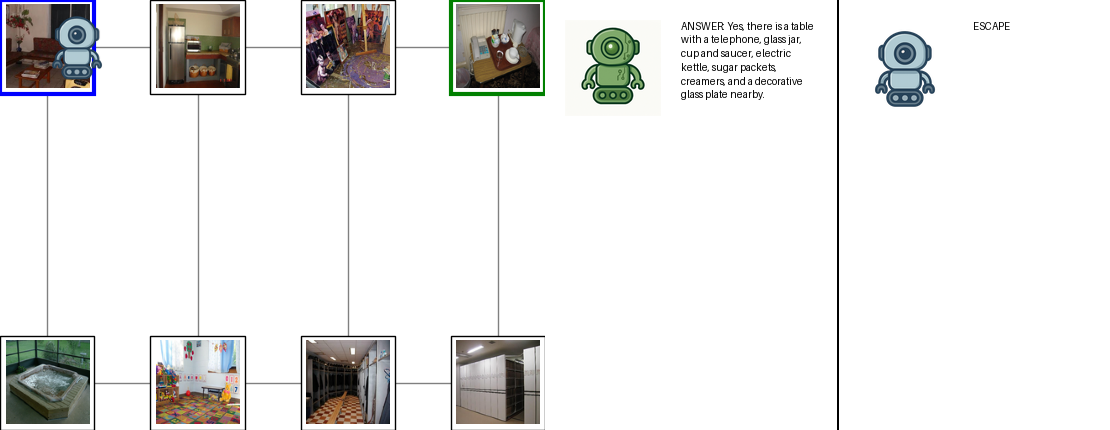 ANSWER: Yes, there is a table
with a telephone, glass jar,
cup and saucer, electric
kettle, sugar packets,
creamers, and a decorative
glass plate nearby.
ESCAPE